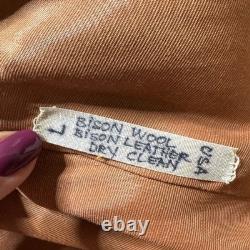 L
BISON WOOL
BISON LEATHER
DRY CLEAN
USA